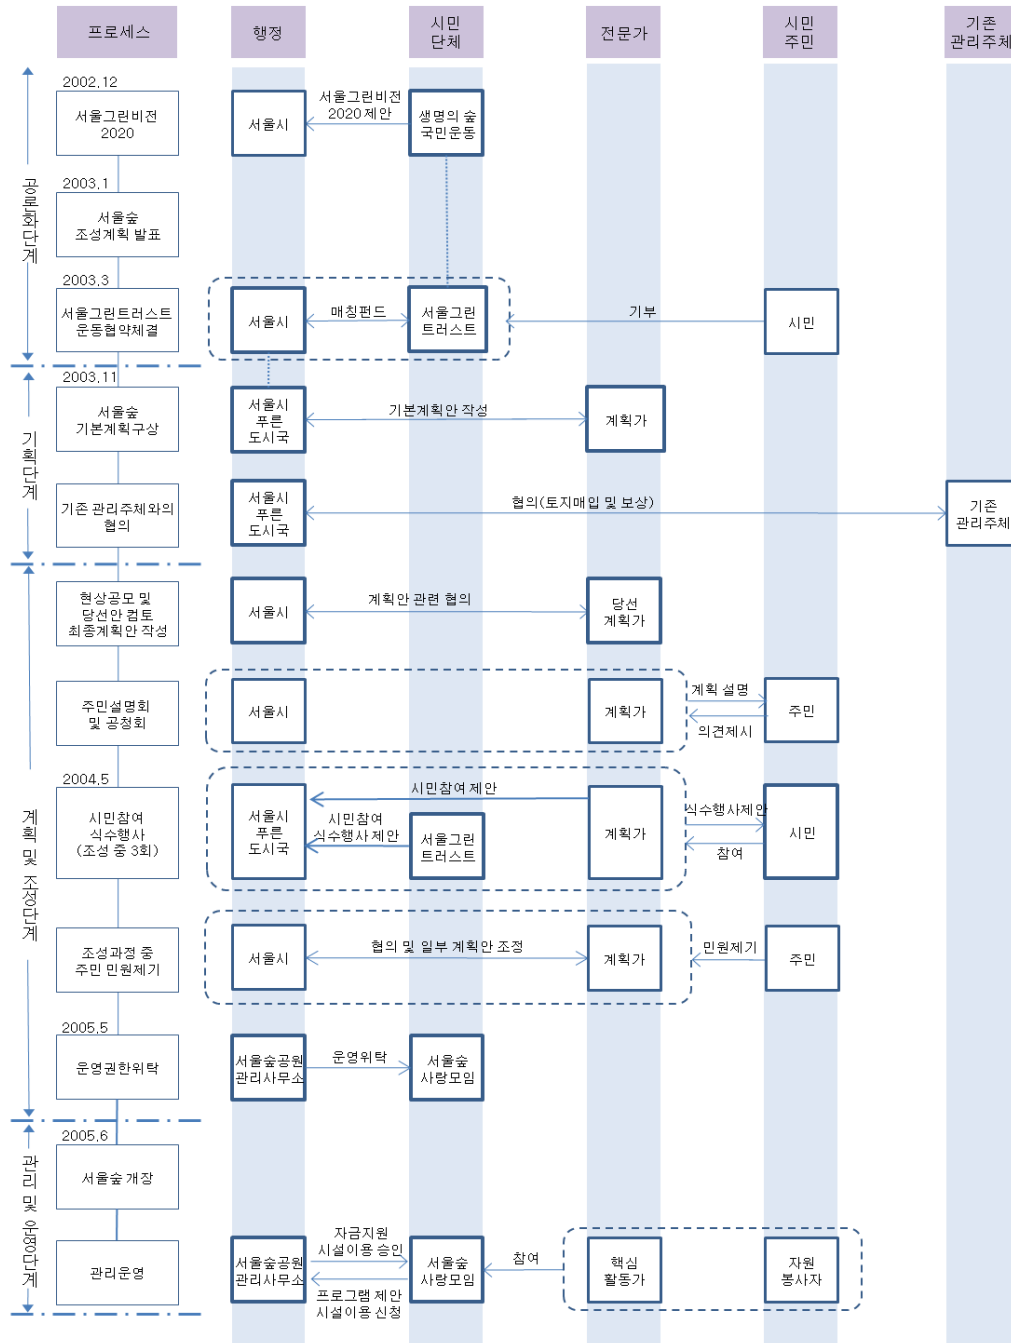 프로세스
행정
시민
단체
전문가
시민
주민
기존
관리주체
공론화단계
2002.12
서울그린비전
2020
서울시
서울그린비전
2020 제안
생명의 숲
국민운동
2003.1
서울숲
조성계획 발표
2003.3
서울그린트러스트
운동협약체결
서울시
매칭펀드
서울그린
트러스트
기부
시민
기획단계
2003.11
서울숲
기본계획구상
서울시
푸른
도시국
기본계획안 작성
계획가
기존 관리주체와의
협의
서울시
푸른
도시국
협의(토지매입 및 보상)
기존
관리주체
계획 및 조성단계
현상공모 및
당선안 컴토
최종계획안 작성
서울시
계획안 관련 협의
당선
계획가
주민설명회
및 공청회
서울시
계획가
계획 설명
의견제시
주민
2004.5
시민참여
식수행사
(조성 중 3회)
서울시
푸른
도시국
시민참여 제안
시민참여
식수행사 제안
서울그린
트러스트
계획가
식수행사제안
참여
시민
조성과정 중
주민 민원제기
서울시
협의 및 일부 계획안 조정
계획가
민원제기
주민
2005.5
운영권한위탁
서울숲공원
관리사무소
운영위탁
서울숲
사랑모임
관리 및 운영단계
2005.6
서울숲 개장
관리운영
서울숲공원
관리사무소
자금지원
시설이용 승인
프로그램 제안
시설이용 신청
서울숲
사랑모임
참여
핵심
활동가
자원
봉사자